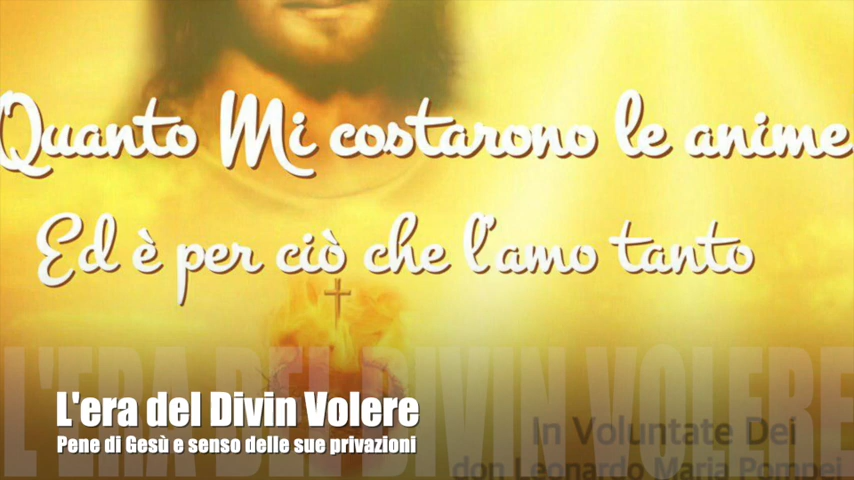 Quanto Mi costarono le anime
Ed è per ciò che l'amo tanto
L'ERA DEL DIVIN VOLERE
L'era del Divin Volere
Pene di Gesù e senso delle sue privazioni
In Voluntate Dei
don Leonardo Maria Pompei